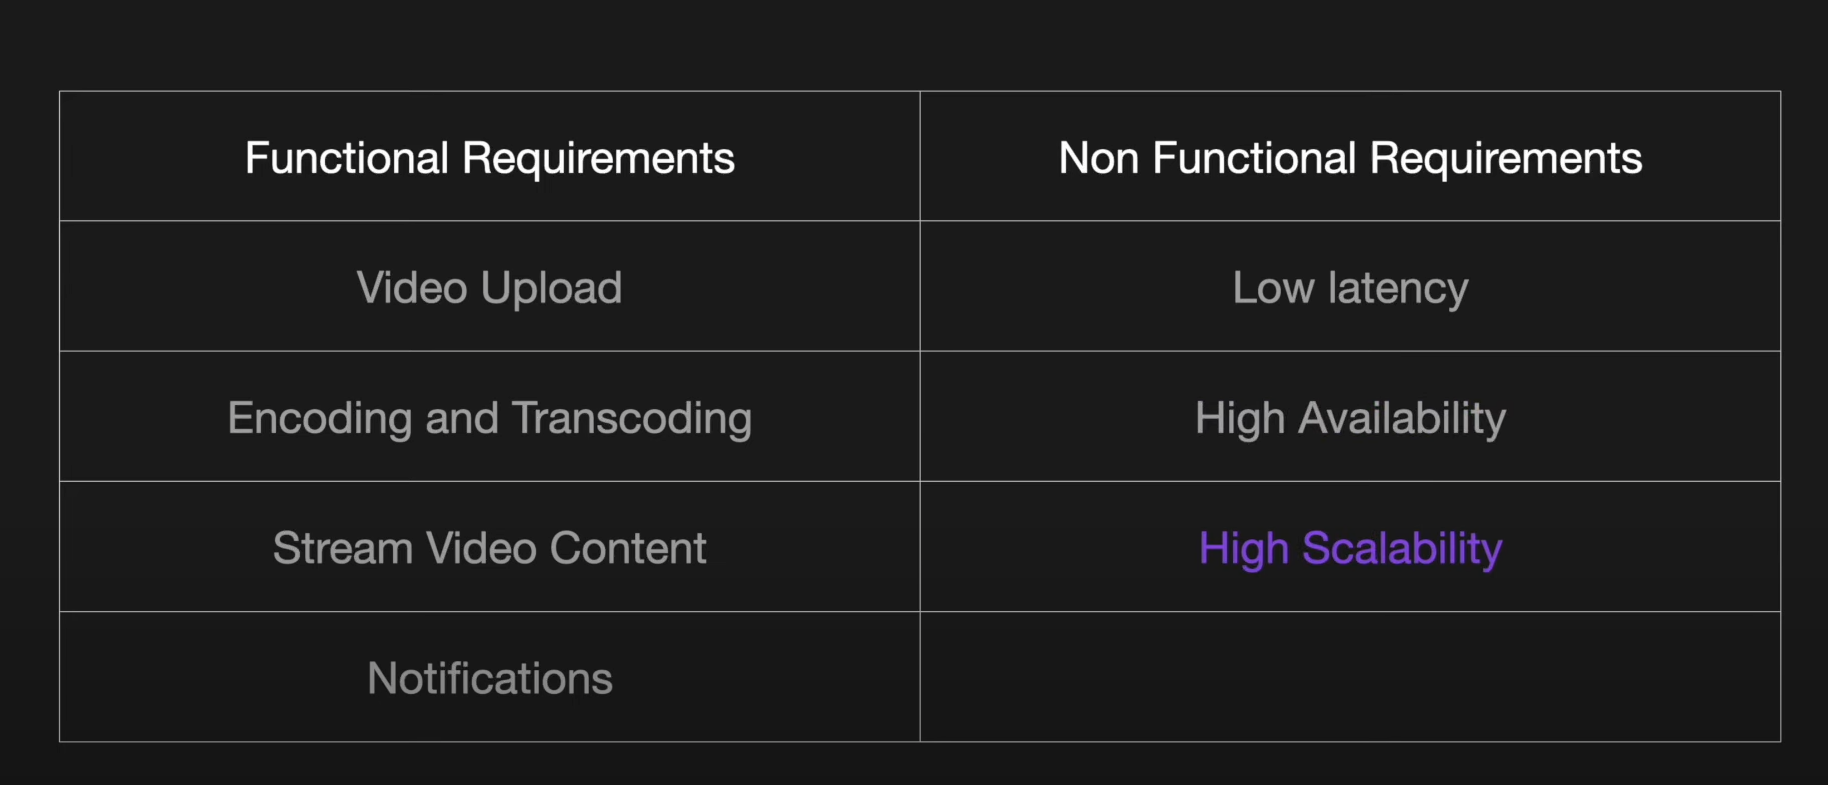 Functional Requirements
Non Functional Requirements
Video Upload
Low latency
Encoding and Transcoding
High Availability
Stream Video Content
High Scalability
Notifications